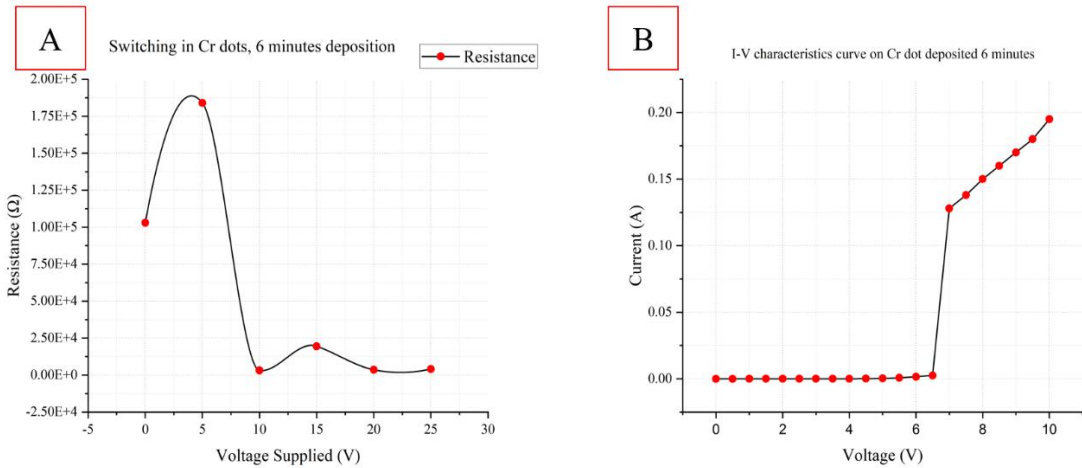 A
Switching in Cr dots, 6 minutes deposition
Resistance
2.00E+5
1.75E+5
1.50E+5
1.25E+5
1.00E+5
7.50E+4
5.00E+4
2.50E+4
0.00E+0
-2.50E+4
Resistance (Ω)
-5 0 5 10 15 20 25 30
Voltage Supplied (V)
B
I-V characteristics curve on Cr dot deposited 6 minutes
0.20
0.15
0.10
0.05
0.00
Current (A)
0 2 4 6 8 10
Voltage (V)